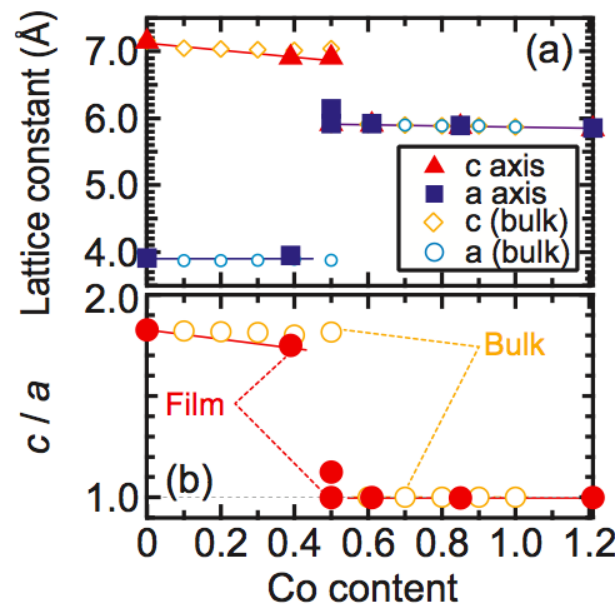 Lattice constant (Å)
7.0
6.0
5.0
4.0
(a)
c axis
a axis
c (bulk)
a (bulk)
c / a
2.0
1.0
Bulk
Film
(b)
0 0.2 0.4 0.6 0.8 1.0 1.2
Co content